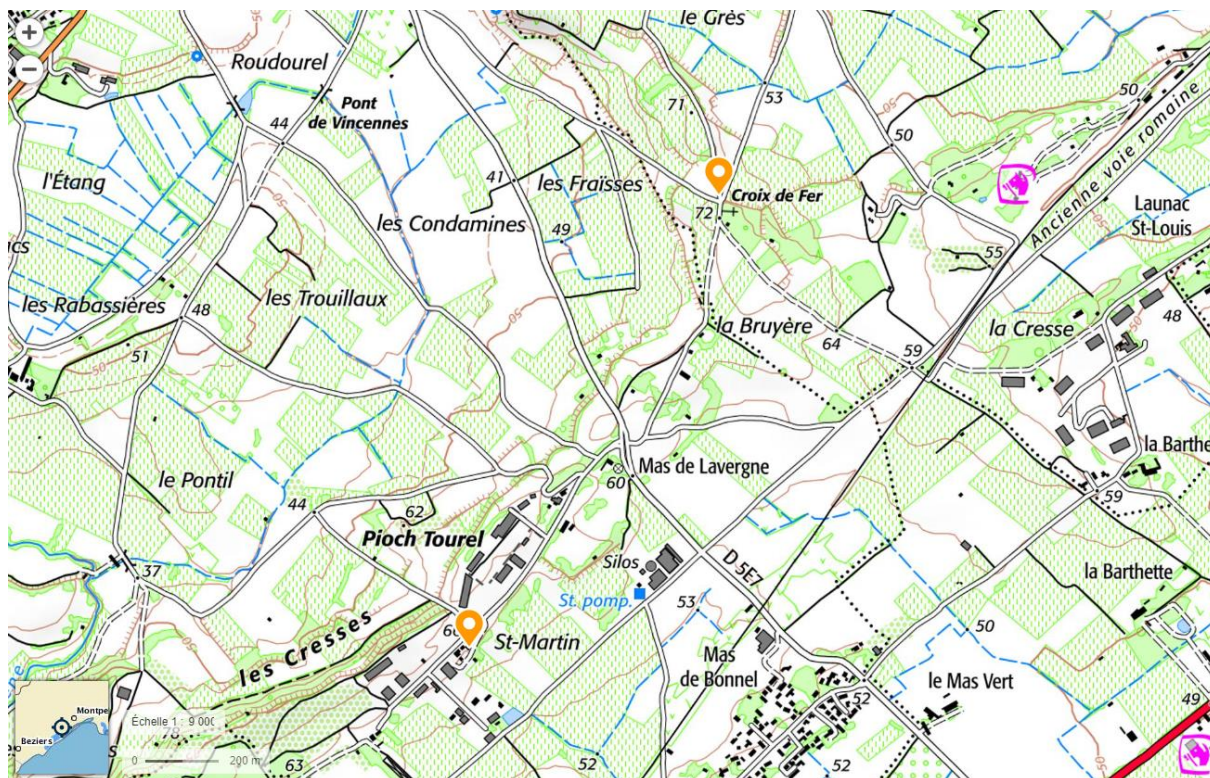 +
−
le Grès
Roudourel
71
53
50
Pont
de Vincennes
44
50
50
l'Étang
41
les Fraïsses
Croix de Fer
72
Ancienne voie romaine
Launac
St-Louis
49
les Condamines
55
les Rabassières
48
les Trouillaux
50
la Bruyère
64
59
la Cresse
48
51
50
le Pontil
Mas de Lavergne
60
la Barthe
59
44
62
Pioch Tourel
Silos
D 5E7
la Barthette
37
St. pomp.
53
50
les Cresses
St-Martin
Mas
de Bonnel
le Mas Vert
52
52
49
Montpe
Beziers
Échelle 1 : 9 000
78
0 200 m
63